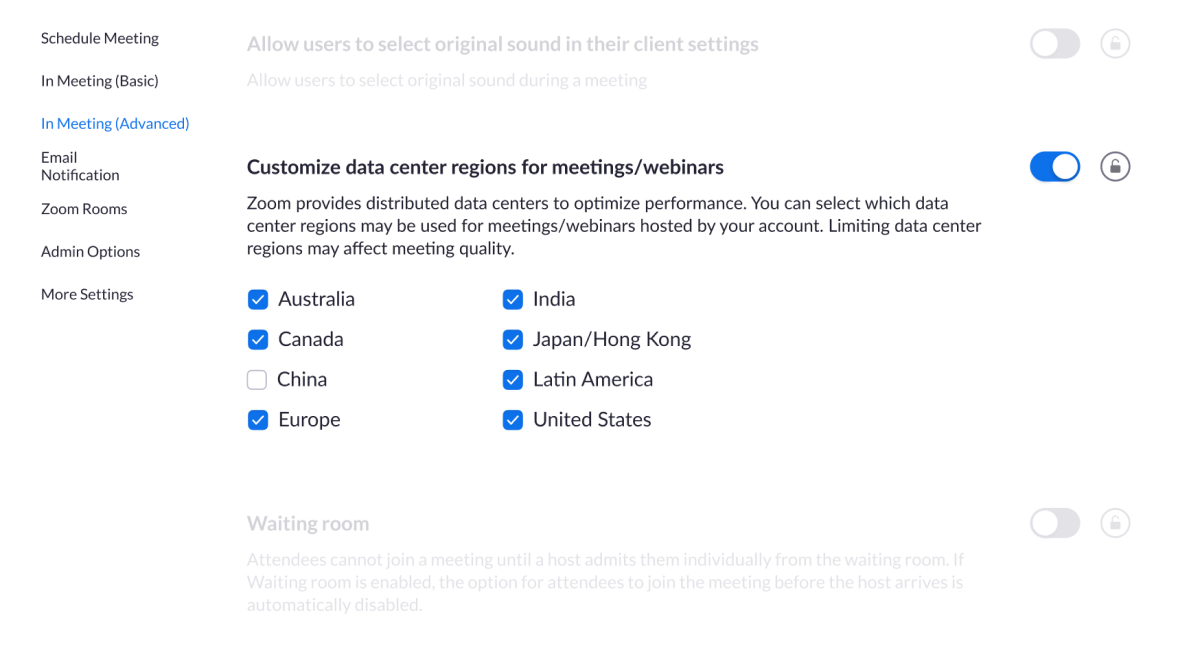 Schedule Meeting
In Meeting (Basic)
In Meeting (Advanced)
Email
Notification
Zoom Rooms
Admin Options
More Settings
Allow users to select original sound in their client settings
Allow users to select original sound during a meeting
Customize data center regions for meetings/webinars
Zoom provides distributed data centers to optimize performance. You can select which data
center regions may be used for meetings/webinars hosted by your account. Limiting data center
regions may affect meeting quality.
Australia
India
Canada
Japan/Hong Kong
China
Latin America
Europe
United States
Waiting room
Attendees cannot join a meeting until a host admits them individually from the waiting room. If
Waiting room is enabled, the option for attendees to join the meeting before the host arrives is
automatically disabled.